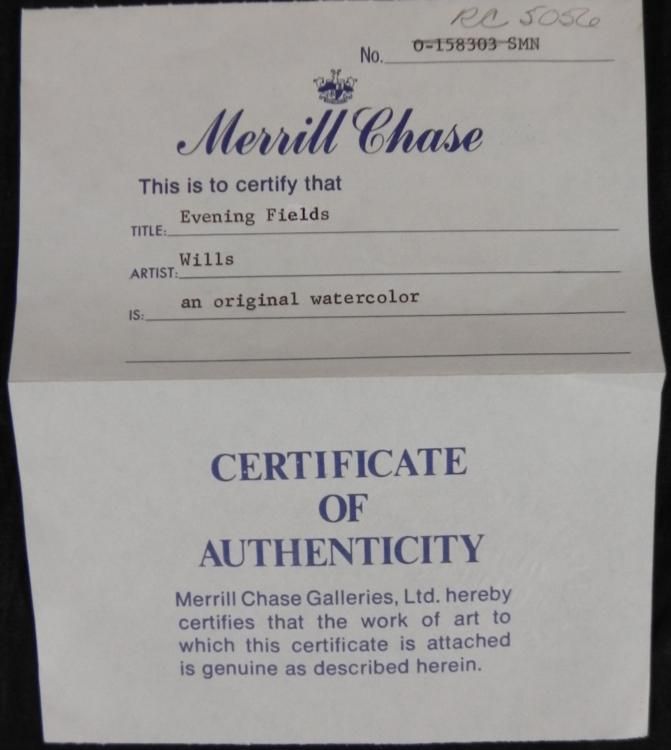 RC 5056
No. O-158303 SMN
Merrill Chase
This is to certify that
TITLE: Evening Fields
ARTIST: Wills
IS: an original watercolor
CERTIFICATE
OF
AUTHENTICITY
Merrill Chase Galleries, Ltd. hereby
certifies that the work of art to
which this certificate is attached
is genuine as described herein.